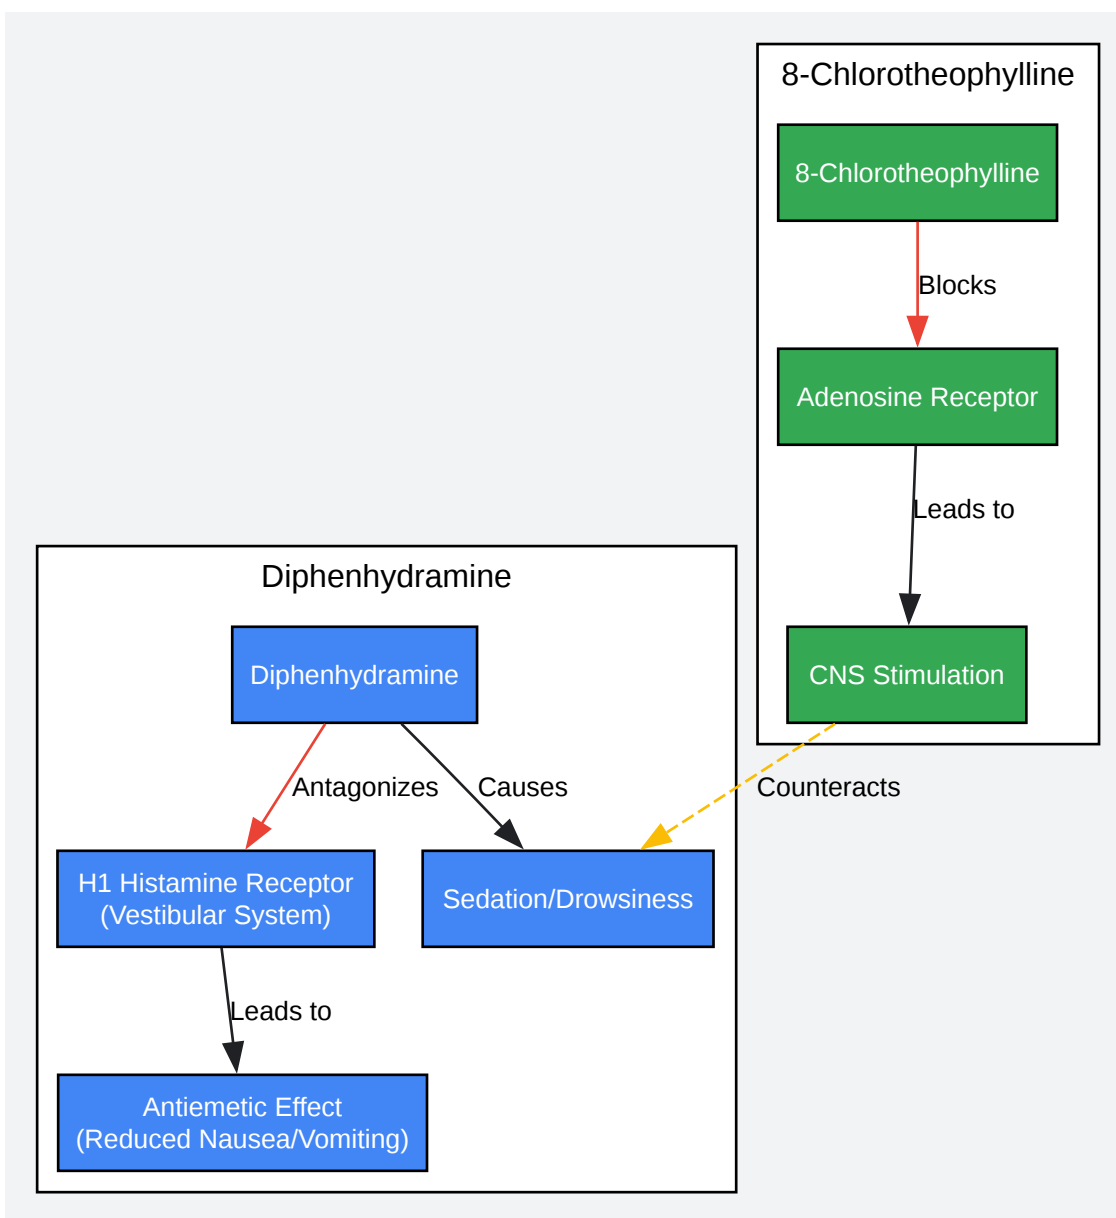 8-Chlorotheophylline
8-Chlorotheophylline
Blocks
Adenosine Receptor
Leads to
CNS Stimulation
Counteracts
Diphenhydramine
Diphenhydramine
Antagonizes
Causes
H1 Histamine Receptor
(Vestibular System)
Sedation/Drowsiness
Leads to
Antiemetic Effect
(Reduced Nausea/Vomiting)